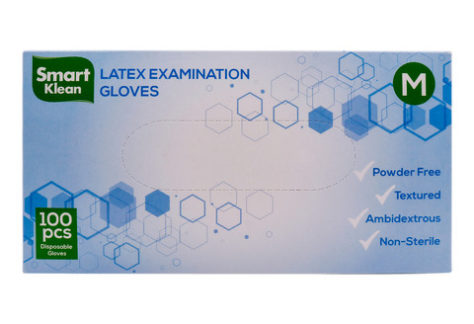 Smart
Klean
LATEX EXAMINATION
GLOVES
M
Powder Free
Textured
Ambidextrous
Non-Sterile
100
pcs
Disposable
Gloves